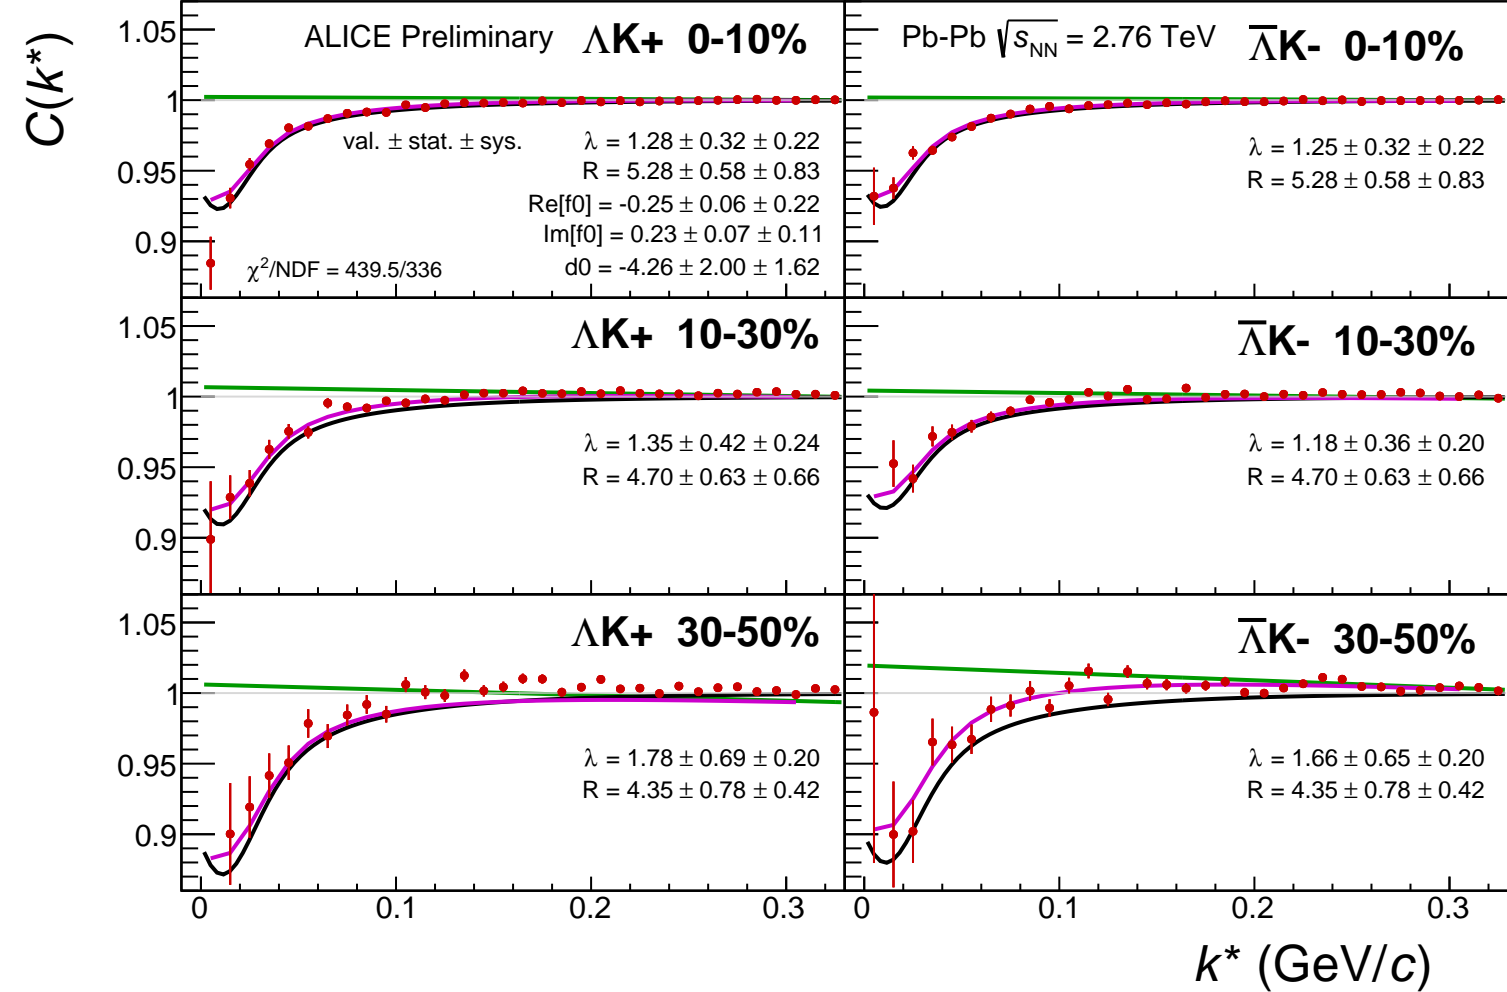 C(k*)
1.05
1
0.95
0.9
ALICE Preliminary ΛK+ 0-10%
val. ± stat. ± sys.
λ = 1.28 ± 0.32 ± 0.22
R = 5.28 ± 0.58 ± 0.83
Re[f0] = -0.25 ± 0.06 ± 0.22
Im[f0] = 0.23 ± 0.07 ± 0.11
χ²/NDF = 439.5/336
d0 = -4.26 ± 2.00 ± 1.62
Pb-Pb √sNN = 2.76 TeV Λ̅K- 0-10%
λ = 1.25 ± 0.32 ± 0.22
R = 5.28 ± 0.58 ± 0.83
1.05
1
0.95
0.9
ΛK+ 10-30%
λ = 1.35 ± 0.42 ± 0.24
R = 4.70 ± 0.63 ± 0.66
Λ̅K- 10-30%
λ = 1.18 ± 0.36 ± 0.20
R = 4.70 ± 0.63 ± 0.66
1.05
1
0.95
0.9
ΛK+ 30-50%
λ = 1.78 ± 0.69 ± 0.20
R = 4.35 ± 0.78 ± 0.42
Λ̅K- 30-50%
λ = 1.66 ± 0.65 ± 0.20
R = 4.35 ± 0.78 ± 0.42
0 0.1 0.2 0.3 0 0.1 0.2 0.3
k* (GeV/c)